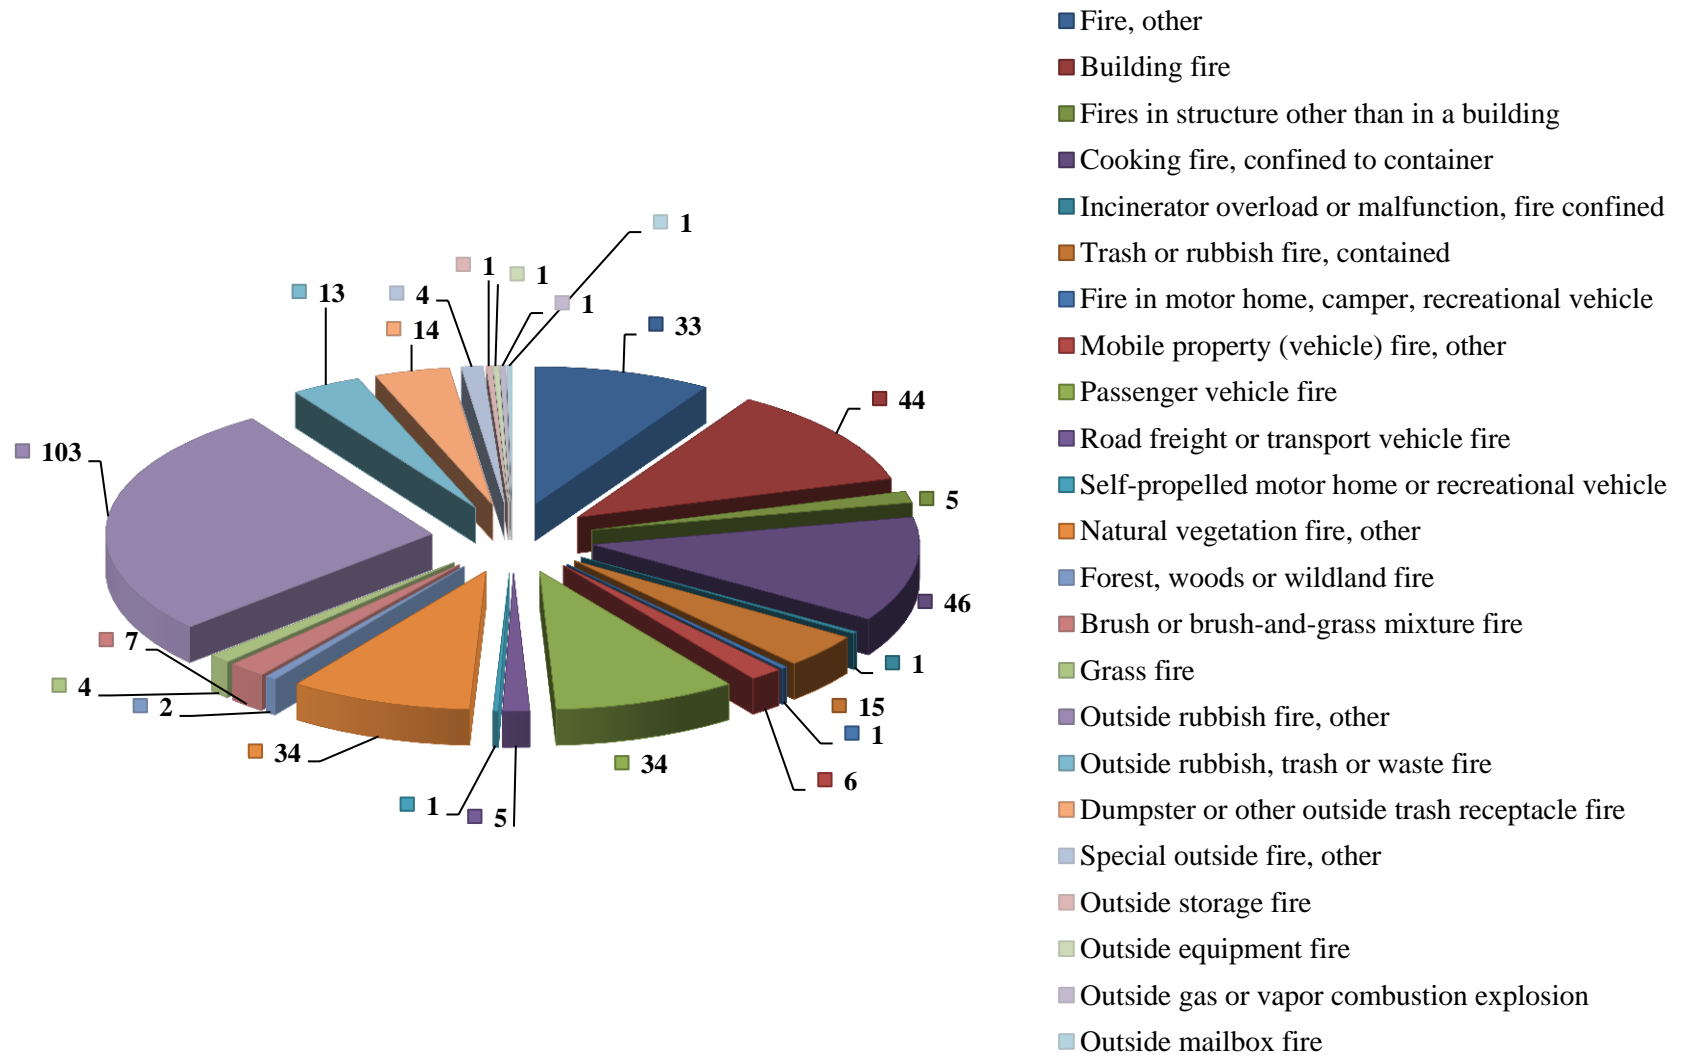 1
1
1
1
13
4
14
33
44
103
5
46
7
1
4
2
15
1
34
34
6
1
5
Fire, other
Building fire
Fires in structure other than in a building
Cooking fire, confined to container
Incinerator overload or malfunction, fire confined
Trash or rubbish fire, contained
Fire in motor home, camper, recreational vehicle
Mobile property (vehicle) fire, other
Passenger vehicle fire
Road freight or transport vehicle fire
Self-propelled motor home or recreational vehicle
Natural vegetation fire, other
Forest, woods or wildland fire
Brush or brush-and-grass mixture fire
Grass fire
Outside rubbish fire, other
Outside rubbish, trash or waste fire
Dumpster or other outside trash receptacle fire
Special outside fire, other
Outside storage fire
Outside equipment fire
Outside gas or vapor combustion explosion
Outside mailbox fire